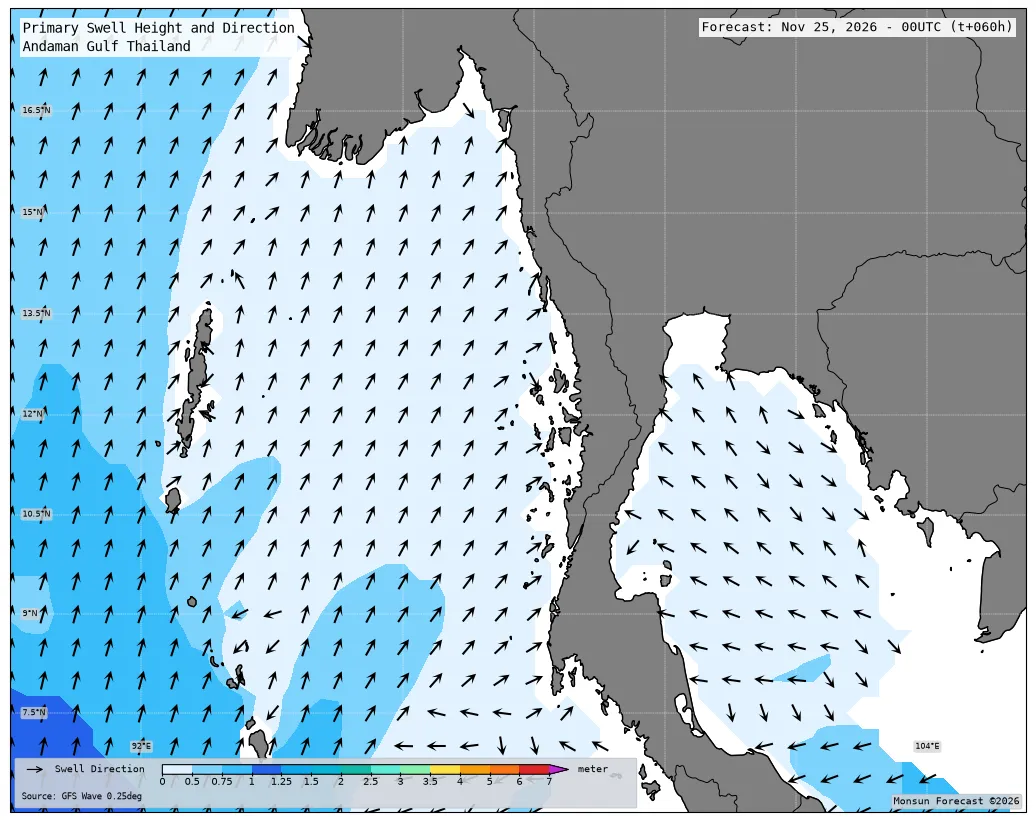 Primary Swell Height and Direction
Andaman Gulf Thailand
Forecast: Nov 25, 2026 - 00UTC (t+060h)
16.5°N
15°N
13.5°N
12°N
10.5°N
9°N
7.5°N
92°E
104°E
Swell Direction
0 0.5 0.75 1 1.25 1.5 2 2.5 3 3.5 4 5 6 7
meter
Source: GFS Wave 0.25deg
Monsun Forecast ©2026